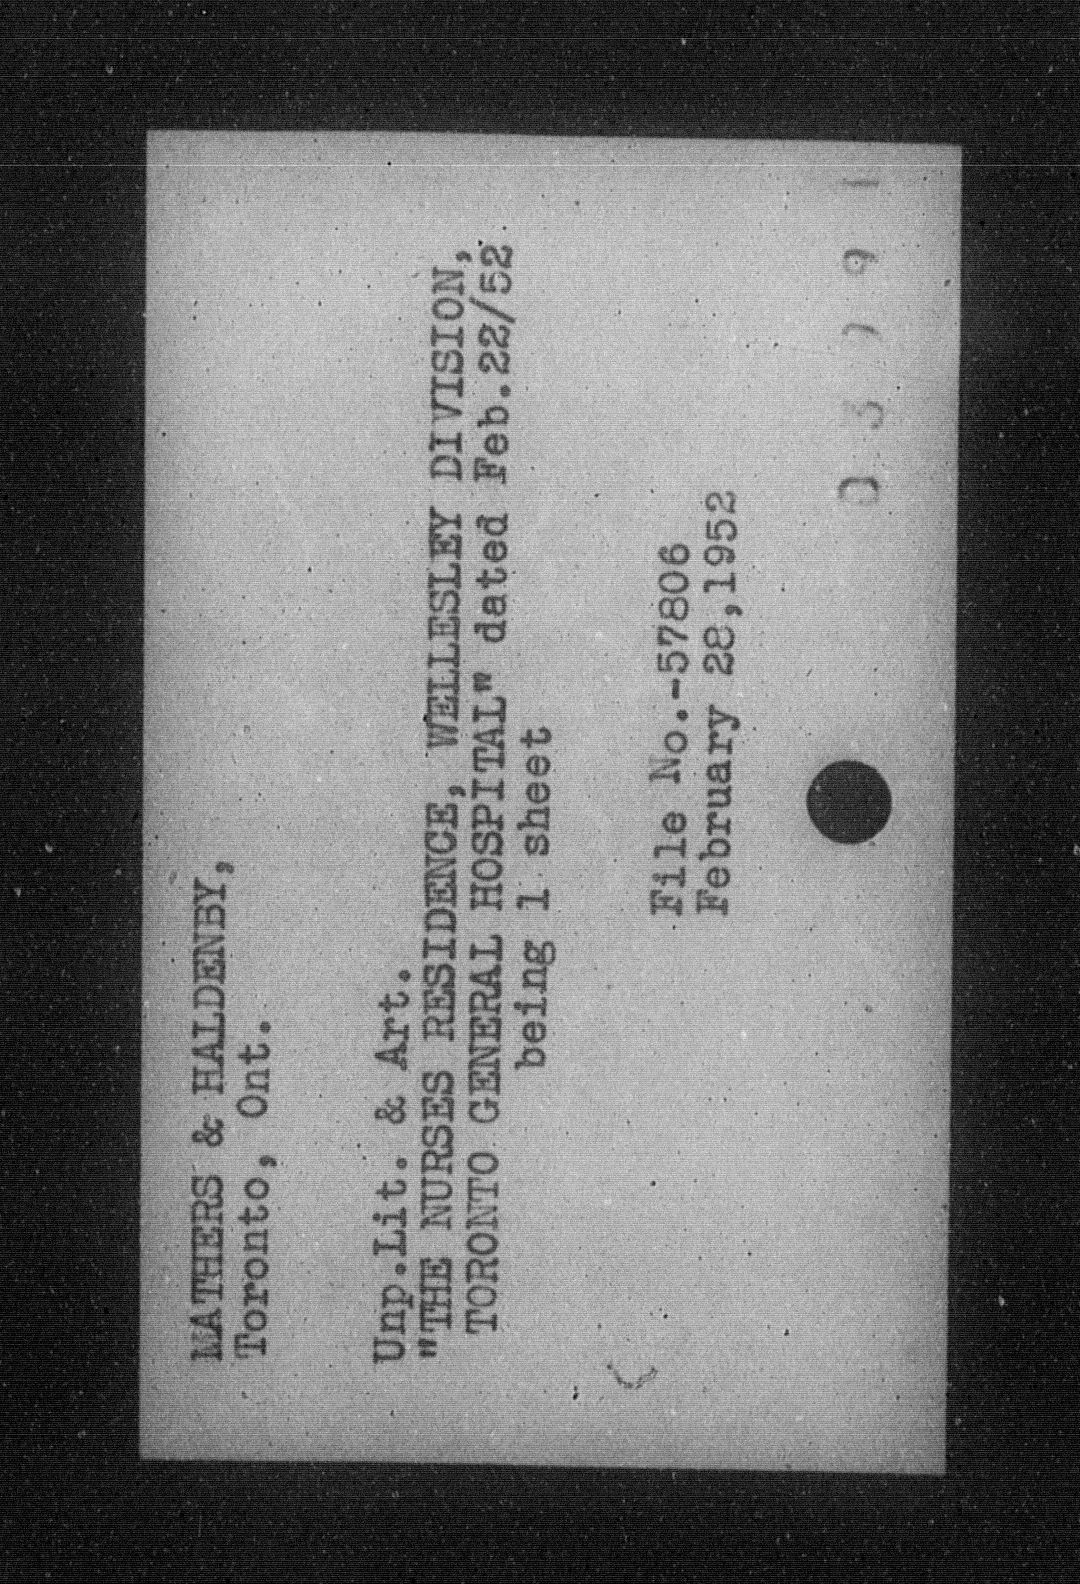 MATHERS & HALDENBY,
Toronto, Ont.
Unp.Lit. & Art.
"THE NURSES RESIDENCE, WELLESLEY DIVISION,
TORONTO GENERAL HOSPITAL" dated Feb.22/52
being 1 sheet
File No.-57806
February 28,1952